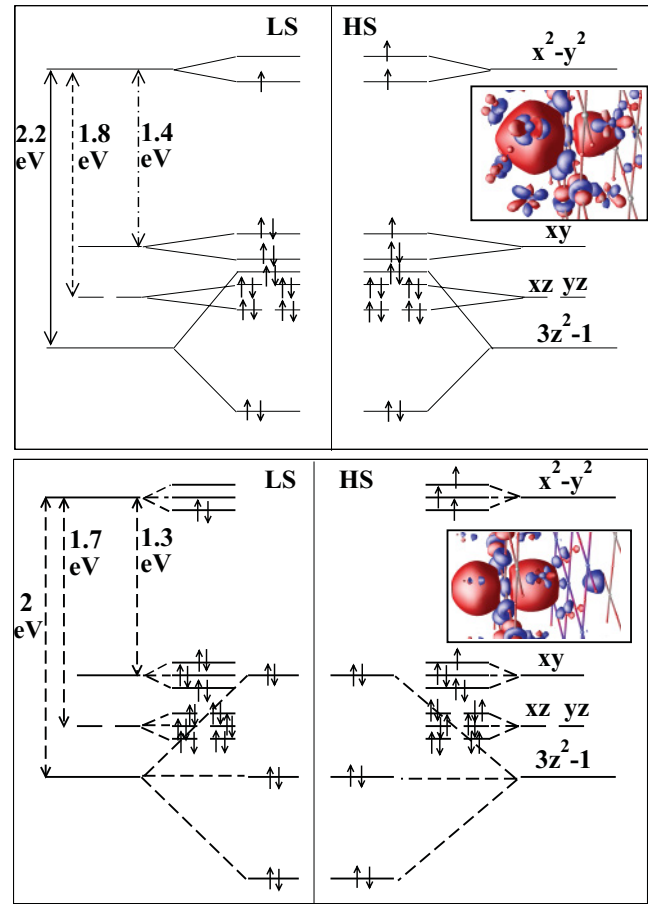 LS HS
x²-y²
2.2 eV
1.8 eV
1.4 eV
xy
xz yz
3z²-1
LS HS
x²-y²
1.7 eV
1.3 eV
2 eV
xy
xz yz
3z²-1